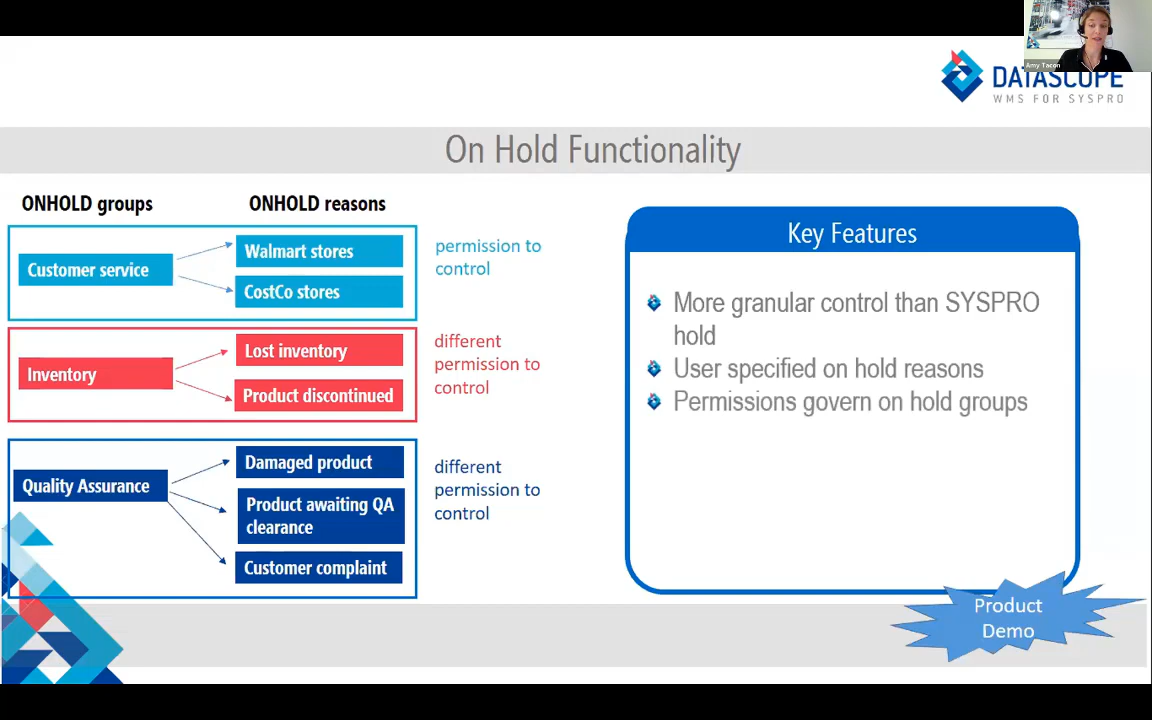 Amy Tacon
DATASCOPE
WMS FOR SYSPRO
On Hold Functionality
ONHOLD groups
ONHOLD reasons
Customer service
Walmart stores
CostCo stores
permission to
control
Inventory
Lost inventory
Product discontinued
different
permission to
control
Quality Assurance
Damaged product
Product awaiting QA
clearance
Customer complaint
different
permission to
control
Key Features
More granular control than SYSPRO
hold
User specified on hold reasons
Permissions govern on hold groups
Product
Demo